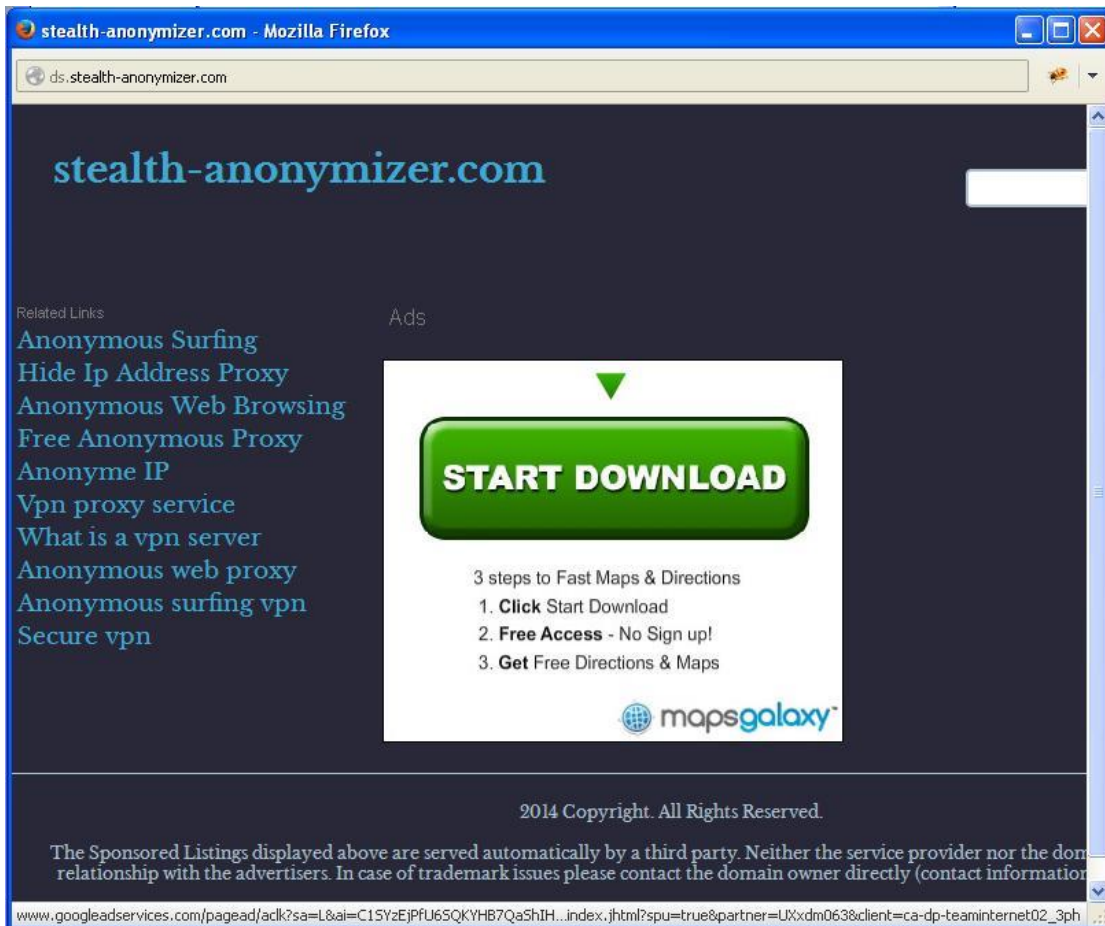 stealth-anonymizer.com - Mozilla Firefox
ds.stealth-anonymizer.com
stealth-anonymizer.com
Related Links
Anonymous Surfing
Hide Ip Address Proxy
Anonymous Web Browsing
Free Anonymous Proxy
Anonyme IP
Vpn proxy service
What is a vpn server
Anonymous web proxy
Anonymous surfing vpn
Secure vpn
Ads
START DOWNLOAD
3 steps to Fast Maps & Directions
1. Click Start Download
2. Free Access - No Sign up!
3. Get Free Directions & Maps
mapsgalaxy
2014 Copyright. All Rights Reserved.
The Sponsored Listings displayed above are served automatically by a third party. Neither the service provider nor the dom
relationship with the advertisers. In case of trademark issues please contact the domain owner directly (contact information
www.googleadservices.com/pagead/aclk?sa=L&ai=C1SYzEjPfU65QKYHB7Qa5hIH...index.jhtml?spu=true&partner=UXxdm063&client=ca-dp-teaminternet02_3ph